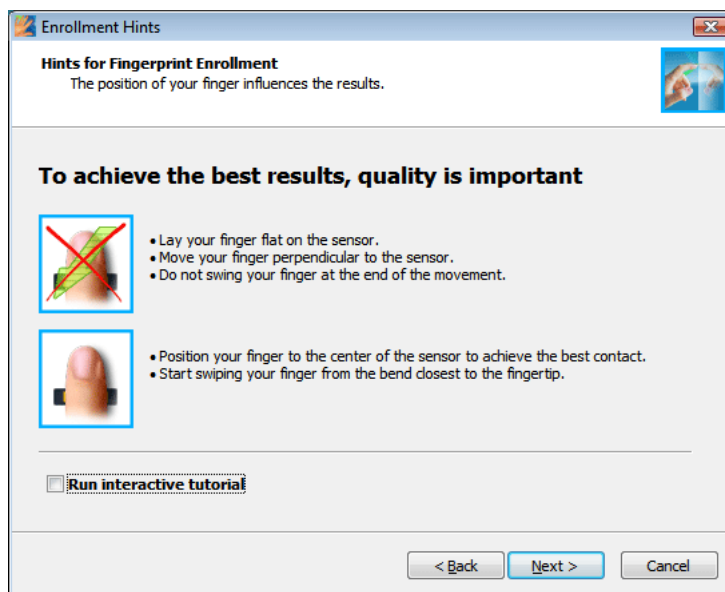 Enrollment Hints
Hints for Fingerprint Enrollment
The position of your finger influences the results.
To achieve the best results, quality is important
• Lay your finger flat on the sensor.
• Move your finger perpendicular to the sensor.
• Do not swing your finger at the end of the movement.
• Position your finger to the center of the sensor to achieve the best contact.
• Start swiping your finger from the bend closest to the fingertip.
Run interactive tutorial
< Back Next > Cancel